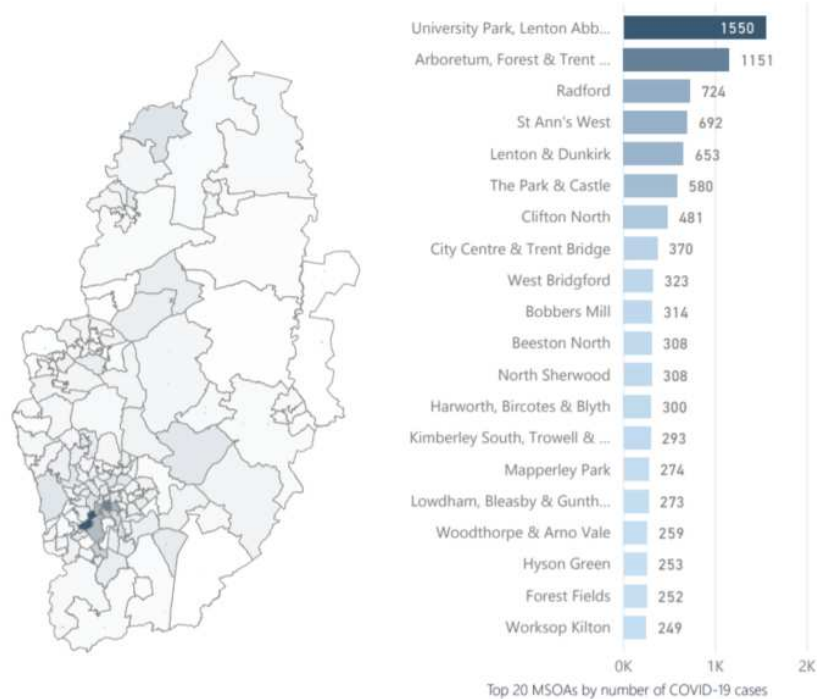 University Park, Lenton Abb... 1550
Arboretum, Forest & Trent ... 1151
Radford 724
St Ann's West 692
Lenton & Dunkirk 653
The Park & Castle 580
Clifton North 481
City Centre & Trent Bridge 370
West Bridgford 323
Bobbers Mill 314
Beeston North 308
North Sherwood 308
Harworth, Bircotes & Blyth 300
Kimberley South, Trowell & ... 293
Mapperley Park 274
Lowdham, Bleasby & Gunth... 273
Woodthorpe & Arno Vale 259
Hyson Green 253
Forest Fields 252
Worksop Kilton 249
0K 1K 2K
Top 20 MSOAs by number of COVID-19 cases